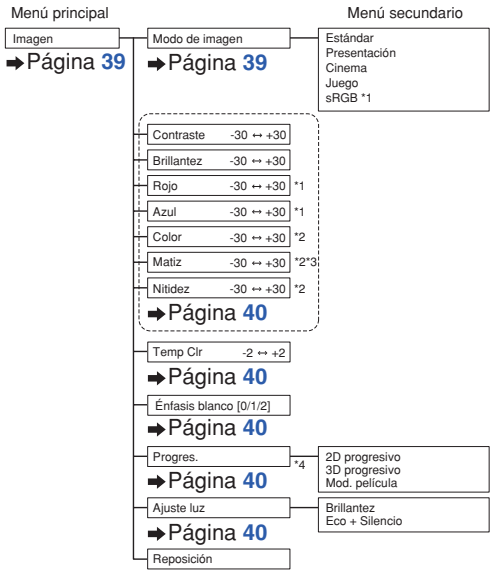 Menú principal
Menú secundario
Imagen
➡Página 39
Modo de imagen
➡Página 39
Estándar
Presentación
Cinema
Juego
sRGB *1
Contraste -30 ↔ +30
Brillantez -30 ↔ +30
Rojo -30 ↔ +30 *1
Azul -30 ↔ +30 *1
Color -30 ↔ +30 *2
Matiz -30 ↔ +30 *2*3
Nitidez -30 ↔ +30 *2
➡Página 40
Temp Clr -2 ↔ +2
➡Página 40
Énfasis blanco [0/1/2]
➡Página 40
Progres. *4
➡Página 40
2D progresivo
3D progresivo
Mod. película
Ajuste luz
➡Página 40
Brillantez
Eco + Silencio
Reposición